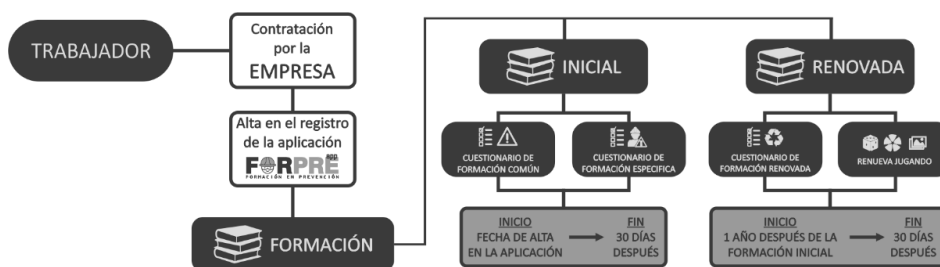 TRABAJADOR
Contratación
por la
EMPRESA
Alta en el registro
de la aplicación
FORPRE app
FORMACIÓN EN PREVENCIÓN
FORMACIÓN
INICIAL
CUESTIONARIO DE
FORMACIÓN COMÚN
CUESTIONARIO DE
FORMACIÓN ESPECIFICA
INICIO
FECHA DE ALTA
EN LA APLICACIÓN
FIN
30 DÍAS
DESPUÉS
RENOVADA
CUESTIONARIO DE
FORMACIÓN RENOVADA
RENUEVA JUGANDO
INICIO
1 AÑO DESPUÉS DE LA
FORMACIÓN INICIAL
FIN
30 DÍAS
DESPUÉS